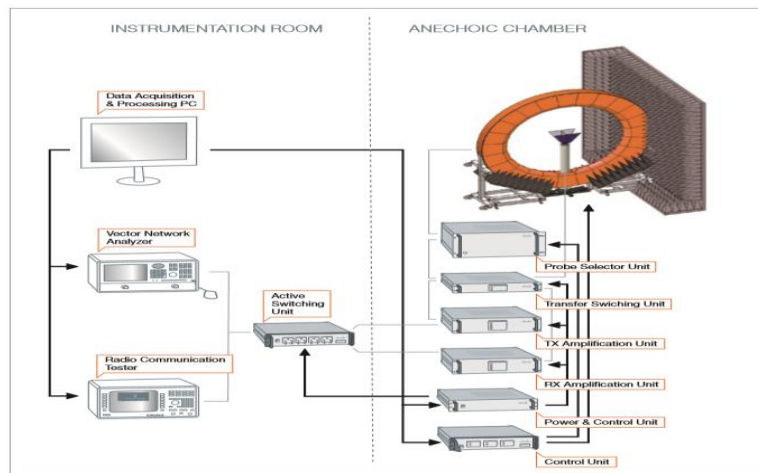 INSTRUMENTATION ROOM
ANECHOIC CHAMBER
Data Acquisition
& Processing PC
Vector Network
Analyzer
Active
Switching
Unit
Radio Communication
Tester
Probe Selector Unit
Transfer Swiching Unit
TX Amplification Unit
RX Amplification Unit
Power & Control Unit
Control Unit